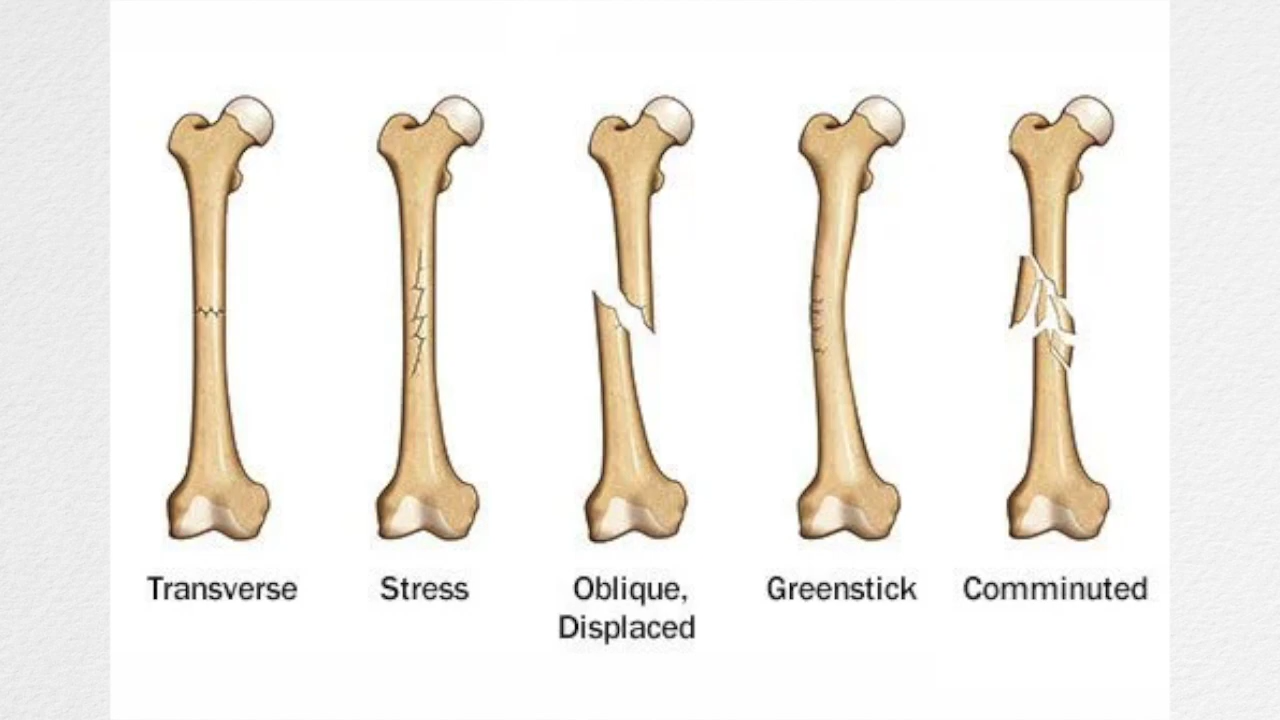 Transverse
Stress
Oblique,
Displaced
Greenstick
Comminuted